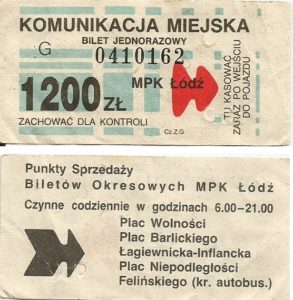 KOMUNIKACJA MIEJSKA
BILET JEDNORAZOWY
G 0410162
1200 ZŁ MPK Łódź
ZACHOWAĆ DLA KONTROLI
Cz.Z.G
TU KASOWAĆ
ZARAZ PO WEJŚCIU
DO POJAZDU
Punkty Sprzedaży
Biletów Okresowych MPK Łódź
Czynne codziennie w godzinach 6.00-21.00
Plac Wolności
Plac Barlickiego
Łagiewnicka-Inflancka
Plac Niepodległości
Felińskiego (kr. autobus.)